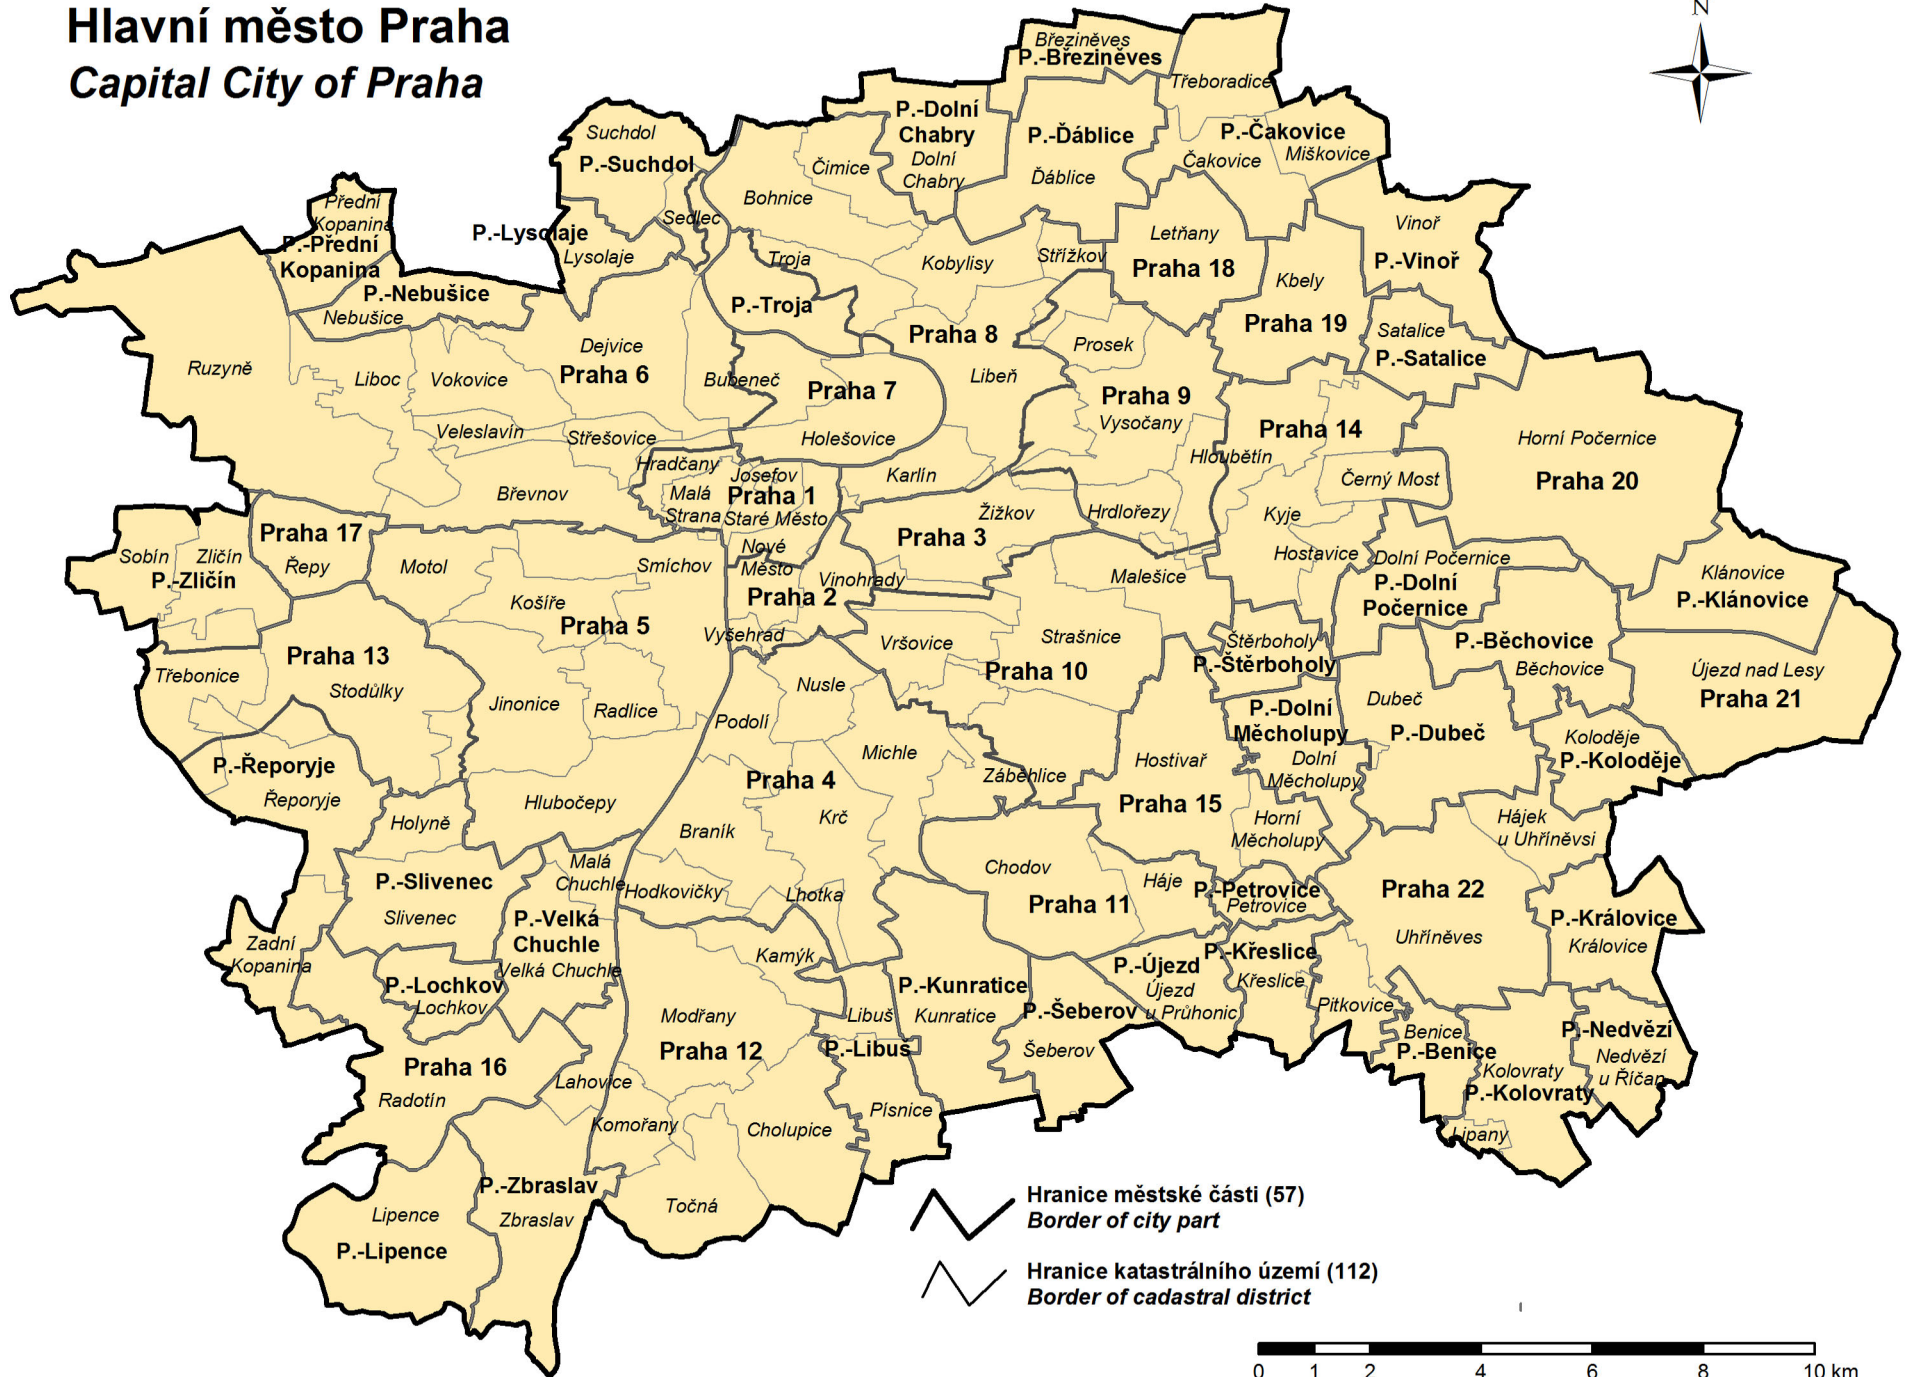 Hlavní město Praha
Capital City of Praha
N
Březiněves
P.-Březiněves
Třeboradice
P.-Dolní
Chabry
Dolní
Chabry
P.-Ďáblice
Ďáblice
P.-Čakovice
Čakovice
Miškovice
Suchdol
P.-Suchdol
Sedlec
Čimice
Bohnice
Přední
Kopanina
P.-Přední
Kopanina
P.-Lysolaje
Lysolaje
P.-Nebušice
Nebušice
Troja
P.-Troja
Kobylisy
Střížkov
Letňany
Praha 18
Kbely
Praha 19
Vinoř
P.-Vinoř
Satalice
P.-Satalice
Ruzyně
Liboc
Vokovice
Dejvice
Praha 6
Bubeneč
Praha 7
Praha 8
Libeň
Prosek
Praha 9
Vysočany
Veleslavín
Střešovice
Holešovice
Hloubětín
Praha 14
Černý Most
Horní Počernice
Praha 20
Břevnov
Hradčany
Malá
Strana
Josefov
Praha 1
Staré Město
Karlín
Žižkov
Praha 3
Hrdlořezy
Kyje
Hostavice
Praha 17
Řepy
Sobín
Zličín
P.-Zličín
Motol
Smíchov
Nové
Město
Praha 2
Vinohrady
Vyšehrad
Malešice
Dolní Počernice
P.-Dolní
Počernice
Klánovice
P.-Klánovice
Košíře
Praha 5
Vršovice
Strašnice
Praha 10
Štěrboholy
P.-Štěrboholy
P.-Běchovice
Běchovice
Újezd nad Lesy
Praha 21
Praha 13
Stodůlky
Třebonice
Jinonice
Radlice
Podolí
Nusle
Michle
Záběhlice
Hostivař
Praha 15
P.-Dolní
Měcholupy
Dolní
Měcholupy
Dubeč
P.-Dubeč
Koloděje
P.-Koloděje
P.-Řeporyje
Řeporyje
Holyně
Hlubočepy
Praha 4
Braník
Krč
Horní
Měcholupy
Hájek
u Uhříněvsi
P.-Slivenec
Slivenec
Malá
Chuchle
P.-Velká
Chuchle
Velká Chuchle
Hodkovičky
Lhotka
Chodov
Háje
Praha 11
P.-Petrovice
Petrovice
Praha 22
Uhříněves
P.-Královice
Královice
Zadní
Kopanina
P.-Lochkov
Lochkov
Kamýk
P.-Kunratice
Kunratice
P.-Újezd
Újezd
u Průhonic
P.-Křeslice
Křeslice
Pitkovice
P.-Šeberov
Šeberov
Modřany
Praha 12
Libuš
P.-Libuš
Benice
P.-Benice
Kolovraty
P.-Kolovraty
P.-Nedvězí
Nedvězí
u Říčan
Praha 16
Radotín
Lahovice
Komořany
Cholupice
Písnice
Lipany
P.-Zbraslav
Zbraslav
Točná
Lipence
P.-Lipence
Hranice městské části (57)
Border of city part
Hranice katastrálního území (112)
Border of cadastral district
0 1 2 4 6 8 10 km